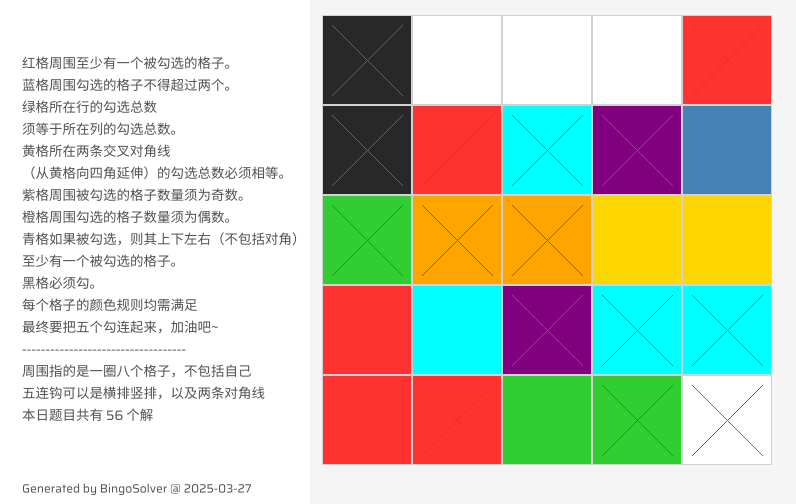 红格周围至少有一个被勾选的格子。
蓝格周围勾选的格子不得超过两个。
绿格所在行的勾选总数
须等于所在列的勾选总数。
黄格所在两条交叉对角线
（从黄格向四角延伸）的勾选总数必须相等。
紫格周围被勾选的格子数量须为奇数。
橙格周围勾选的格子数量须为偶数。
青格如果被勾选，则其上下左右（不包括对角）
至少有一个被勾选的格子。
黑格必须勾。
每个格子的颜色规则均需满足
最终要把五个勾连起来，加油吧~
-----------------------------------
周围指的是一圈八个格子，不包括自己
五连钩可以是横排竖排，以及两条对角线
本日题目共有 56 个解
Generated by BingoSolver @ 2025-03-27